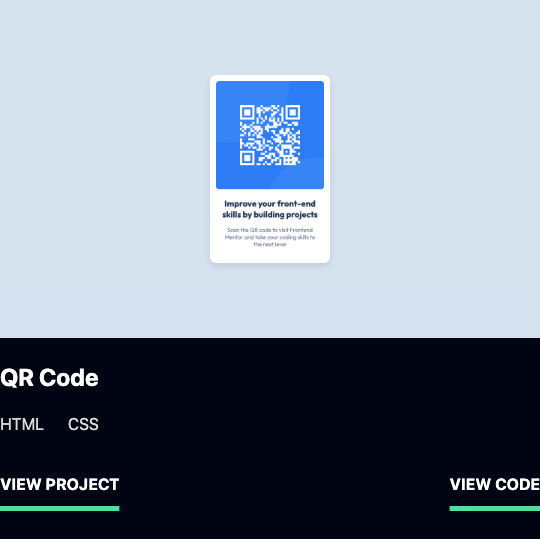 Improve your front-end
skills by building projects
Scan the QR code to visit Frontend
Mentor and take your coding skills to
the next level
QR Code
HTML CSS
VIEW PROJECT VIEW CODE